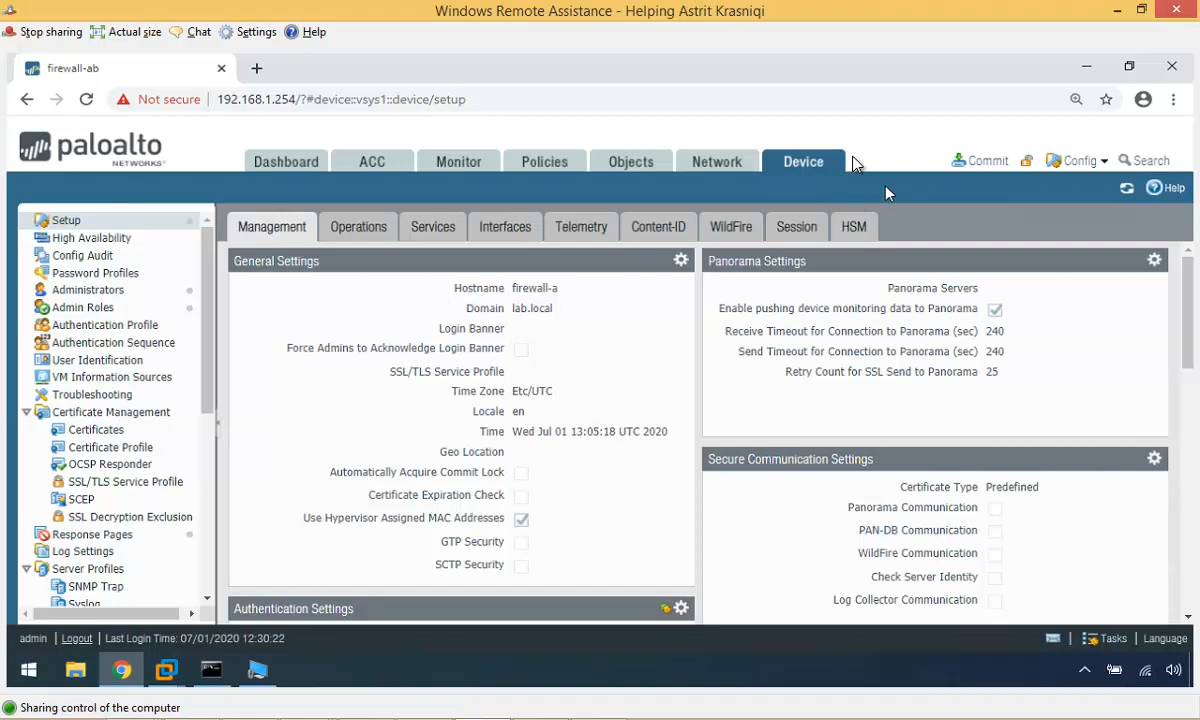 Windows Remote Assistance - Helping Astrit Krasniqi
Stop sharing Actual size Chat Settings Help
firewall-ab
Not secure 192.168.1.254/?#device::vsys1::device/setup
paloalto
NETWORKS
Dashboard ACC Monitor Policies Objects Network Device
Commit Config Search
Help
Setup
High Availability
Config Audit
Password Profiles
Administrators
Admin Roles
Authentication Profile
Authentication Sequence
User Identification
VM Information Sources
Troubleshooting
Certificate Management
Certificates
Certificate Profile
OCSP Responder
SSL/TLS Service Profile
SCEP
SSL Decryption Exclusion
Response Pages
Log Settings
Server Profiles
SNMP Trap
Syslog
Management Operations Services Interfaces Telemetry Content-ID WildFire Session HSM
General Settings
Hostname firewall-a
Domain lab.local
Login Banner
Force Admins to Acknowledge Login Banner
SSL/TLS Service Profile
Time Zone Etc/UTC
Locale en
Time Wed Jul 01 13:05:18 UTC 2020
Geo Location
Automatically Acquire Commit Lock
Certificate Expiration Check
Use Hypervisor Assigned MAC Addresses
GTP Security
SCTP Security
Authentication Settings
Panorama Settings
Panorama Servers
Enable pushing device monitoring data to Panorama
Receive Timeout for Connection to Panorama (sec) 240
Send Timeout for Connection to Panorama (sec) 240
Retry Count for SSL Send to Panorama 25
Secure Communication Settings
Certificate Type Predefined
Panorama Communication
PAN-DB Communication
WildFire Communication
Check Server Identity
Log Collector Communication
admin | Logout | Last Login Time: 07/01/2020 12:30:22
Tasks | Language
Sharing control of the computer